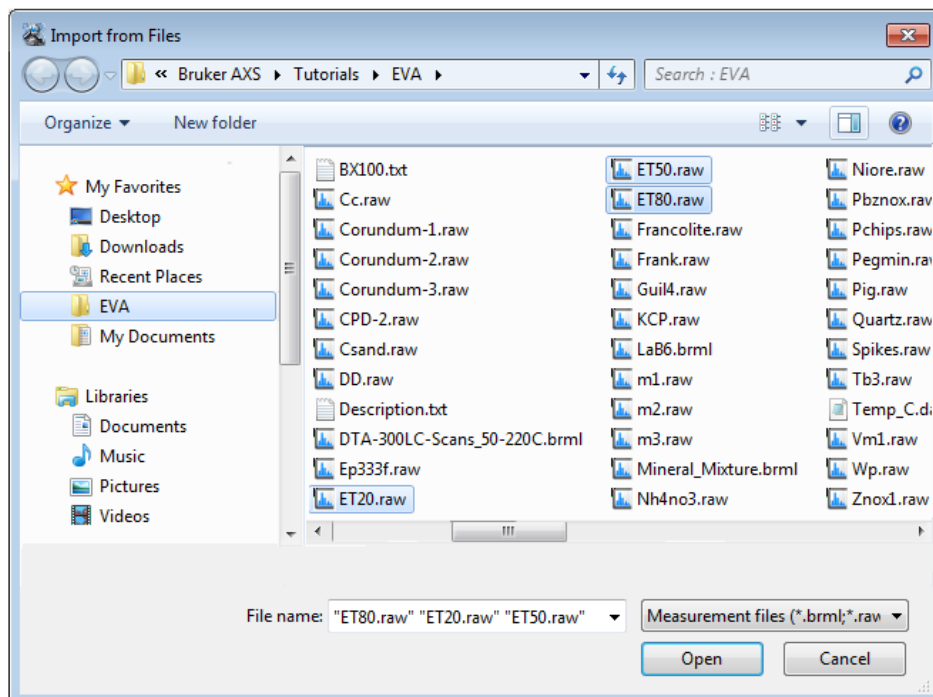 Import from Files
« Bruker AXS Tutorials EVA
Search : EVA
Organize New folder
My Favorites
Desktop
Downloads
Recent Places
EVA
My Documents
Libraries
Documents
Music
Pictures
Videos
BX100.txt
Cc.raw
Corundum-1.raw
Corundum-2.raw
Corundum-3.raw
CPD-2.raw
Csand.raw
DD.raw
Description.txt
DTA-300LC-Scans_50-220C.brml
Ep333f.raw
ET20.raw
ET50.raw
ET80.raw
Francolite.raw
Frank.raw
Guil4.raw
KCP.raw
LaB6.brml
m1.raw
m2.raw
m3.raw
Mineral_Mixture.brml
Nh4no3.raw
Niore.raw
Pbznox.raw
Pchips.raw
Pegmin.ra
Pig.raw
Quartz.raw
Spikes.raw
Tb3.raw
Temp_C.da
Vm1.raw
Wp.raw
Znox1.raw
File name: "ET80.raw" "ET20.raw" "ET50.raw"
Measurement files (*.brml;*.raw
Open Cancel